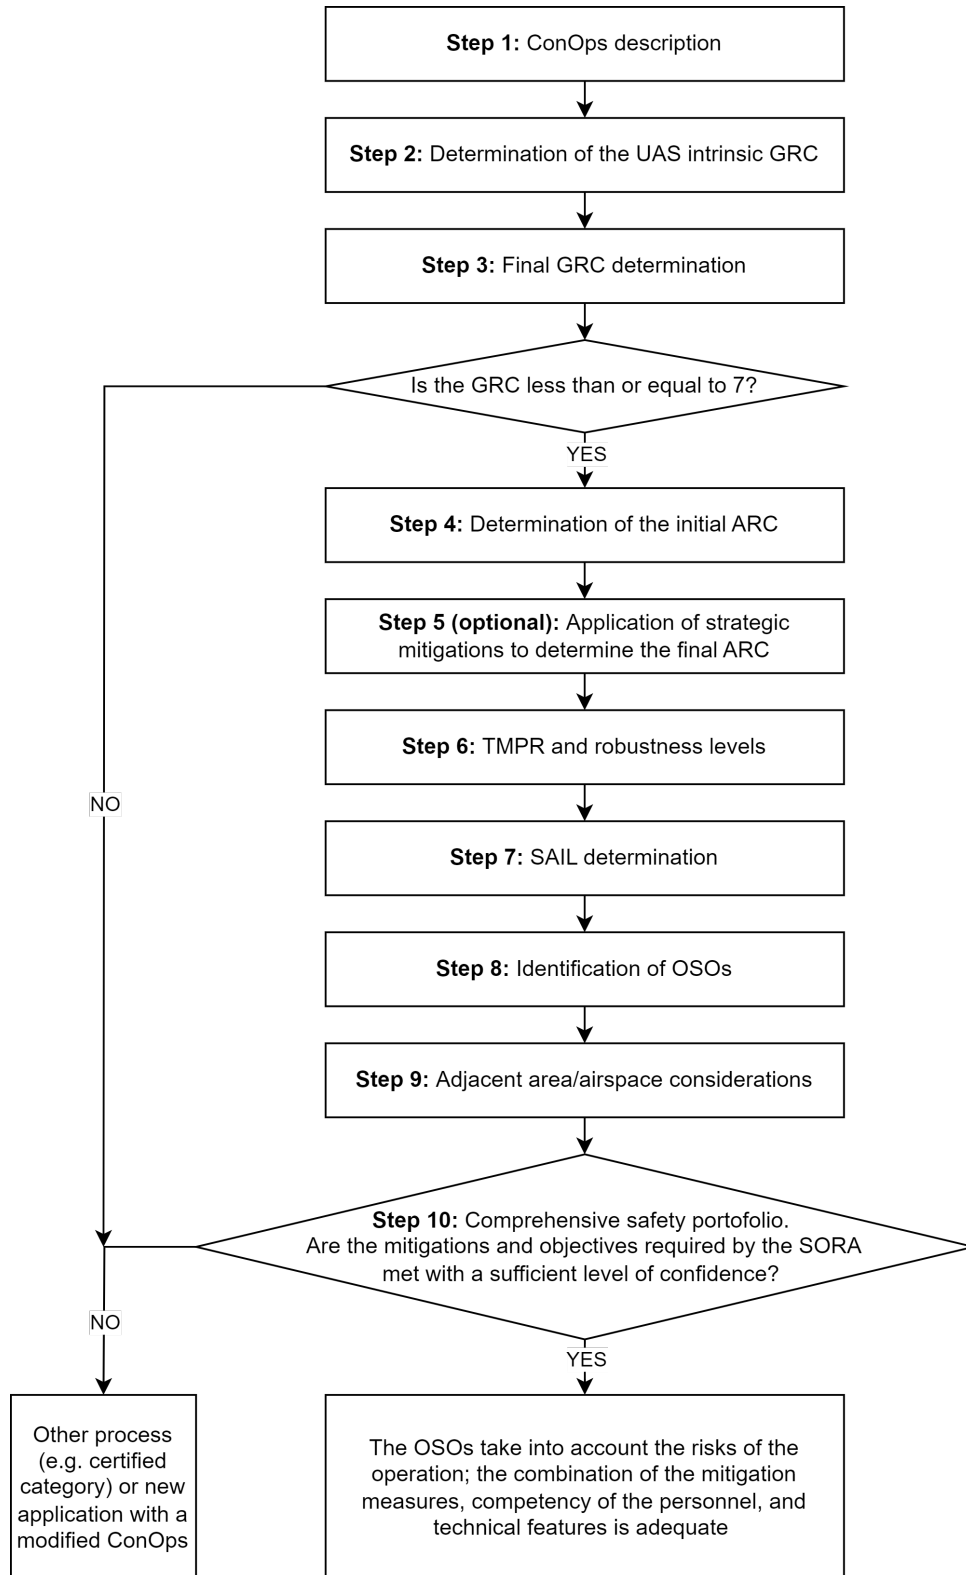 Step 1: ConOps description
Step 2: Determination of the UAS intrinsic GRC
Step 3: Final GRC determination
Is the GRC less than or equal to 7?
YES
Step 4: Determination of the initial ARC
Step 5 (optional): Application of strategic
mitigations to determine the final ARC
Step 6: TMPR and robustness levels
NO
Step 7: SAIL determination
Step 8: Identification of OSOs
Step 9: Adjacent area/airspace considerations
Step 10: Comprehensive safety portofolio.
Are the mitigations and objectives required by the SORA
met with a sufficient level of confidence?
NO
YES
Other process
(e.g. certified
category) or new
application with a
modified ConOps
The OSOs take into account the risks of the
operation; the combination of the mitigation
measures, competency of the personnel, and
technical features is adequate